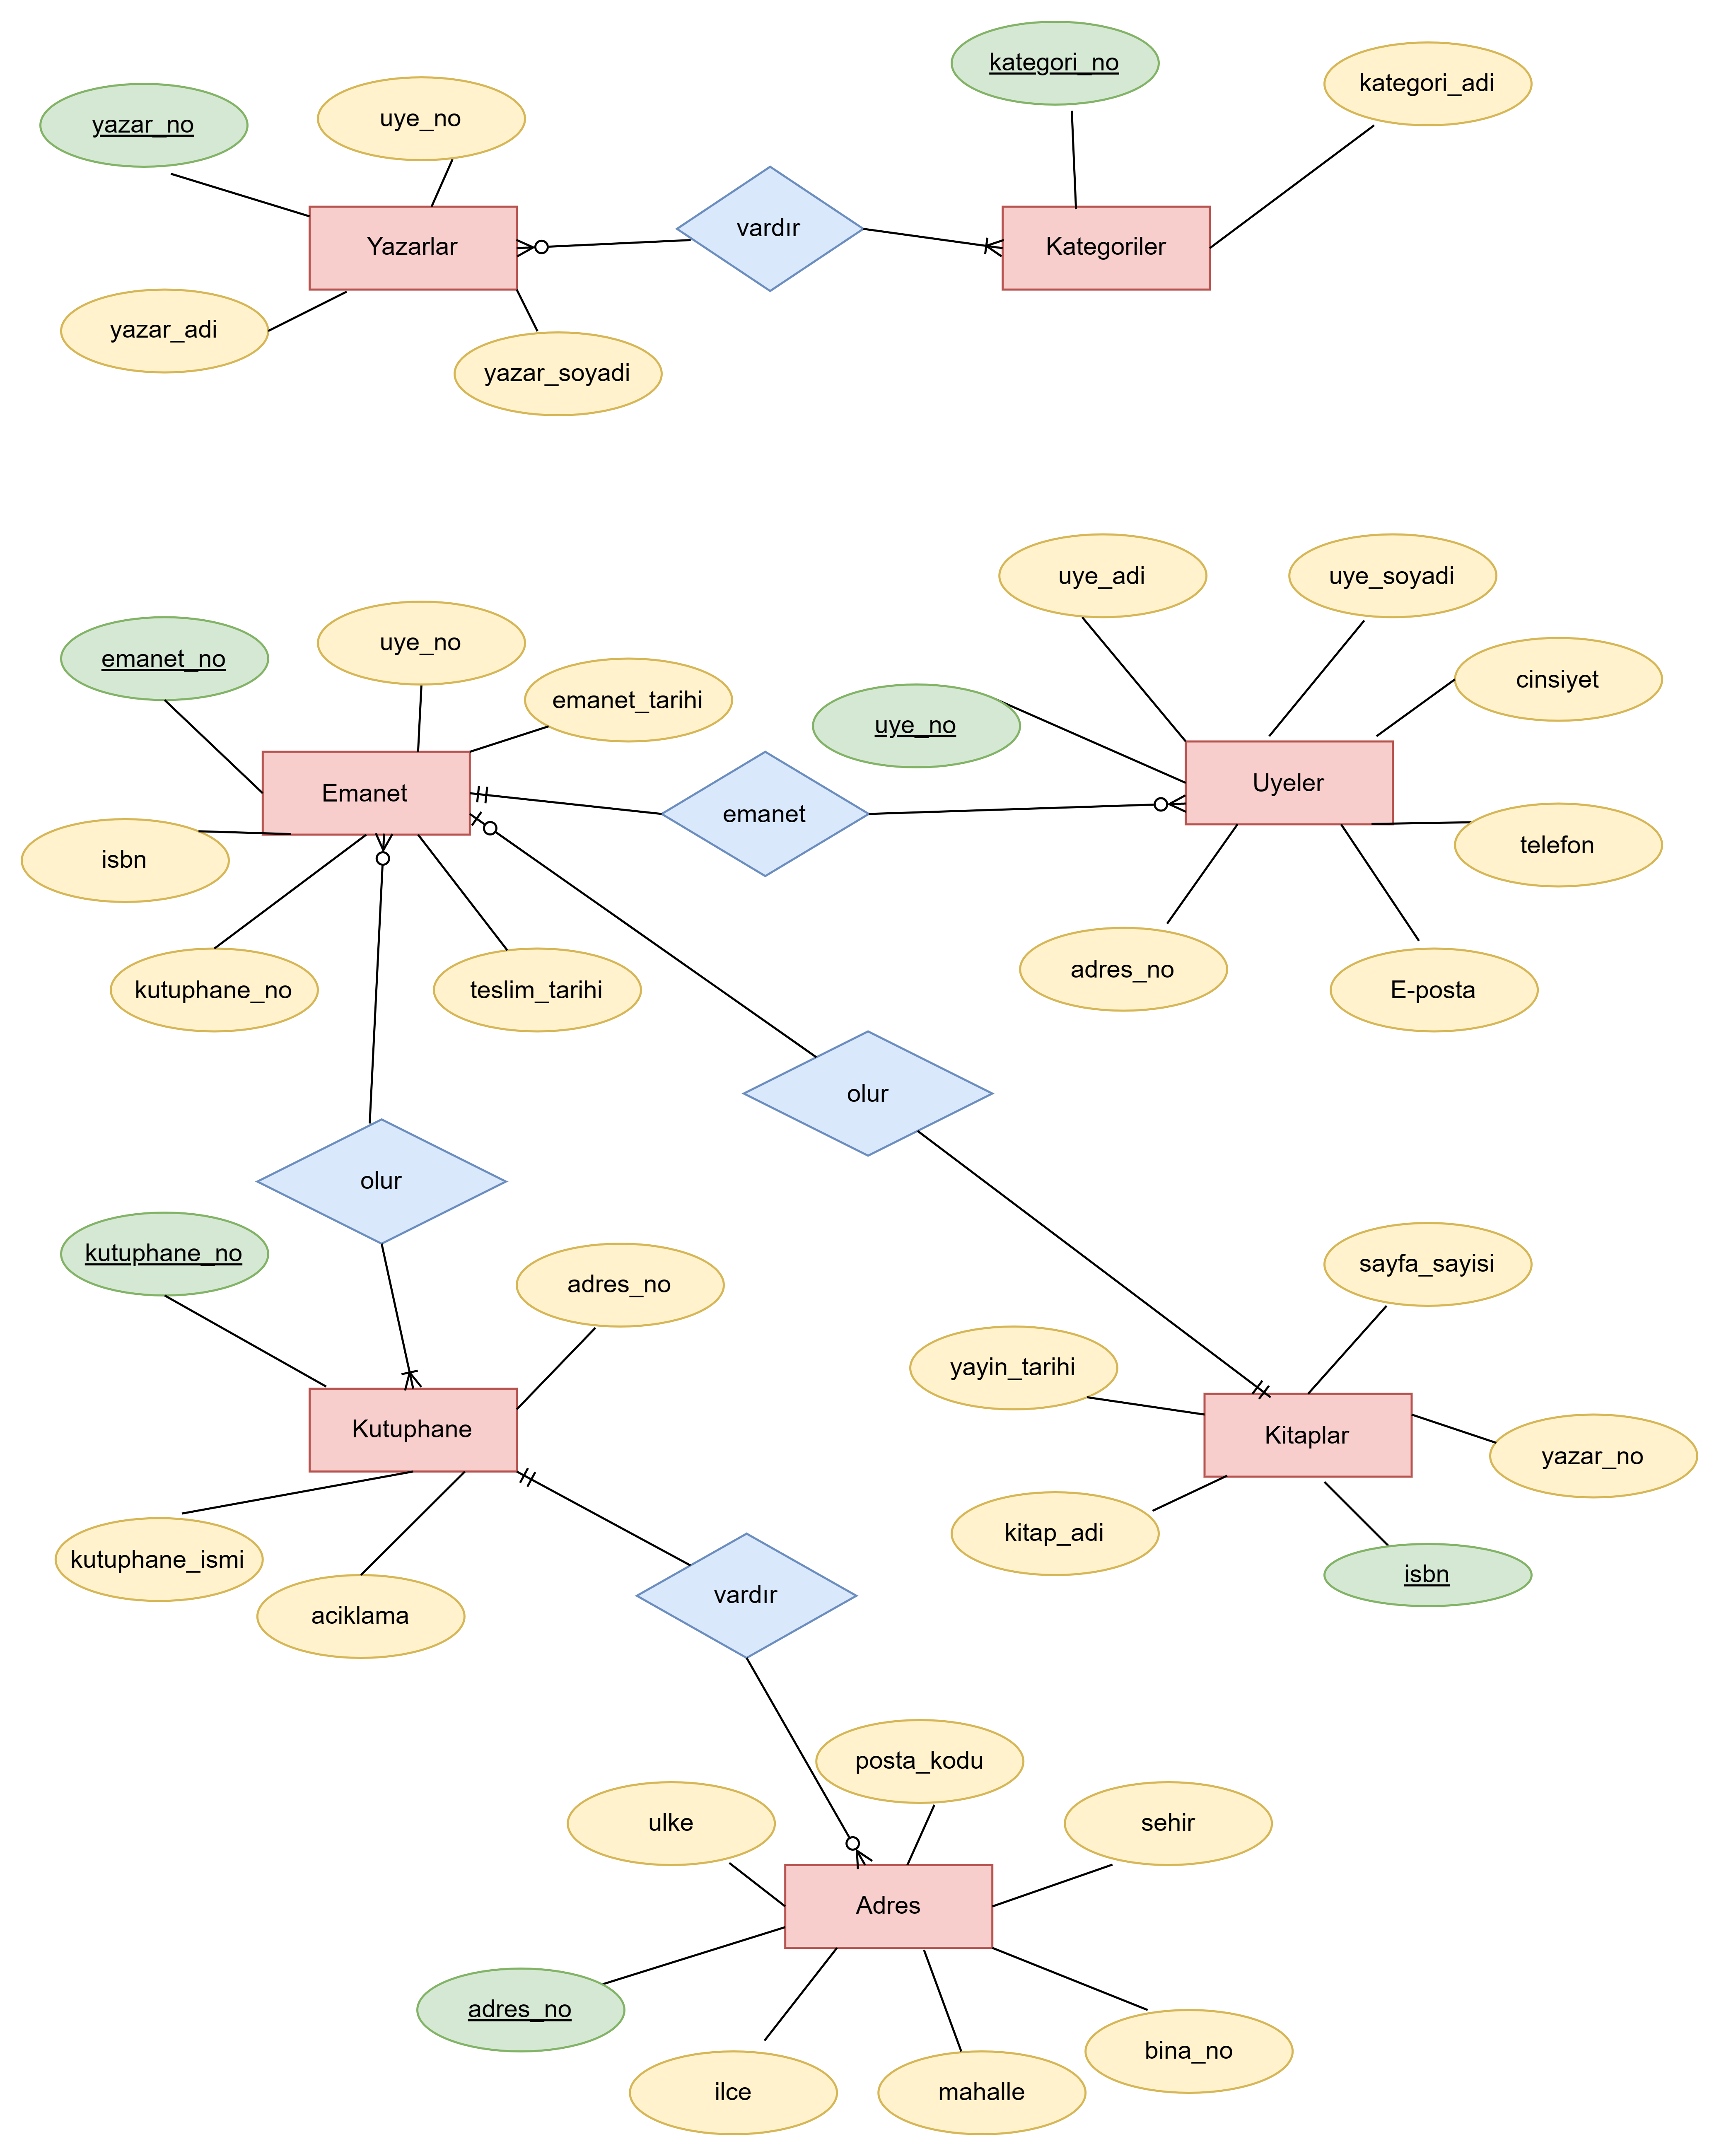 kategori_no
kategori_adi
yazar_no
uye_no
vardır
Yazarlar
Kategoriler
yazar_adi
yazar_soyadi
uye_adi
uye_soyadi
emanet_no
uye_no
cinsiyet
emanet_tarihi
uye_no
Emanet
emanet
Uyeler
isbn
telefon
adres_no
kutuphane_no
teslim_tarihi
E-posta
olur
olur
kutuphane_no
adres_no
sayfa_sayisi
yayin_tarihi
Kutuphane
Kitaplar
yazar_no
kitap_adi
kutuphane_ismi
isbn
aciklama
vardır
posta_kodu
ulke
sehir
Adres
adres_no
bina_no
ilce
mahalle